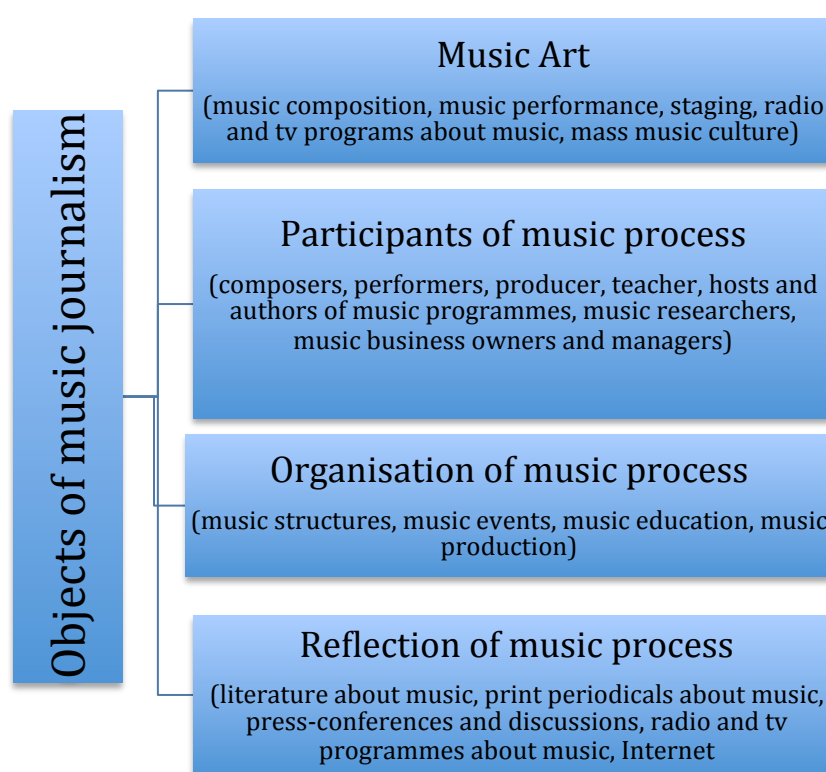 Objects of music journalism
Music Art
(music composition, music performance, staging, radio
and tv programs about music, mass music culture)
Participants of music process
(composers, performers, producer, teacher, hosts and
authors of music programmes, music researchers,
music business owners and managers)
Organisation of music process
(music structures, music events, music education, music
production)
Reflection of music process
(literature about music, print periodicals about music,
press-conferences and discussions, radio and tv
programmes about music, Internet